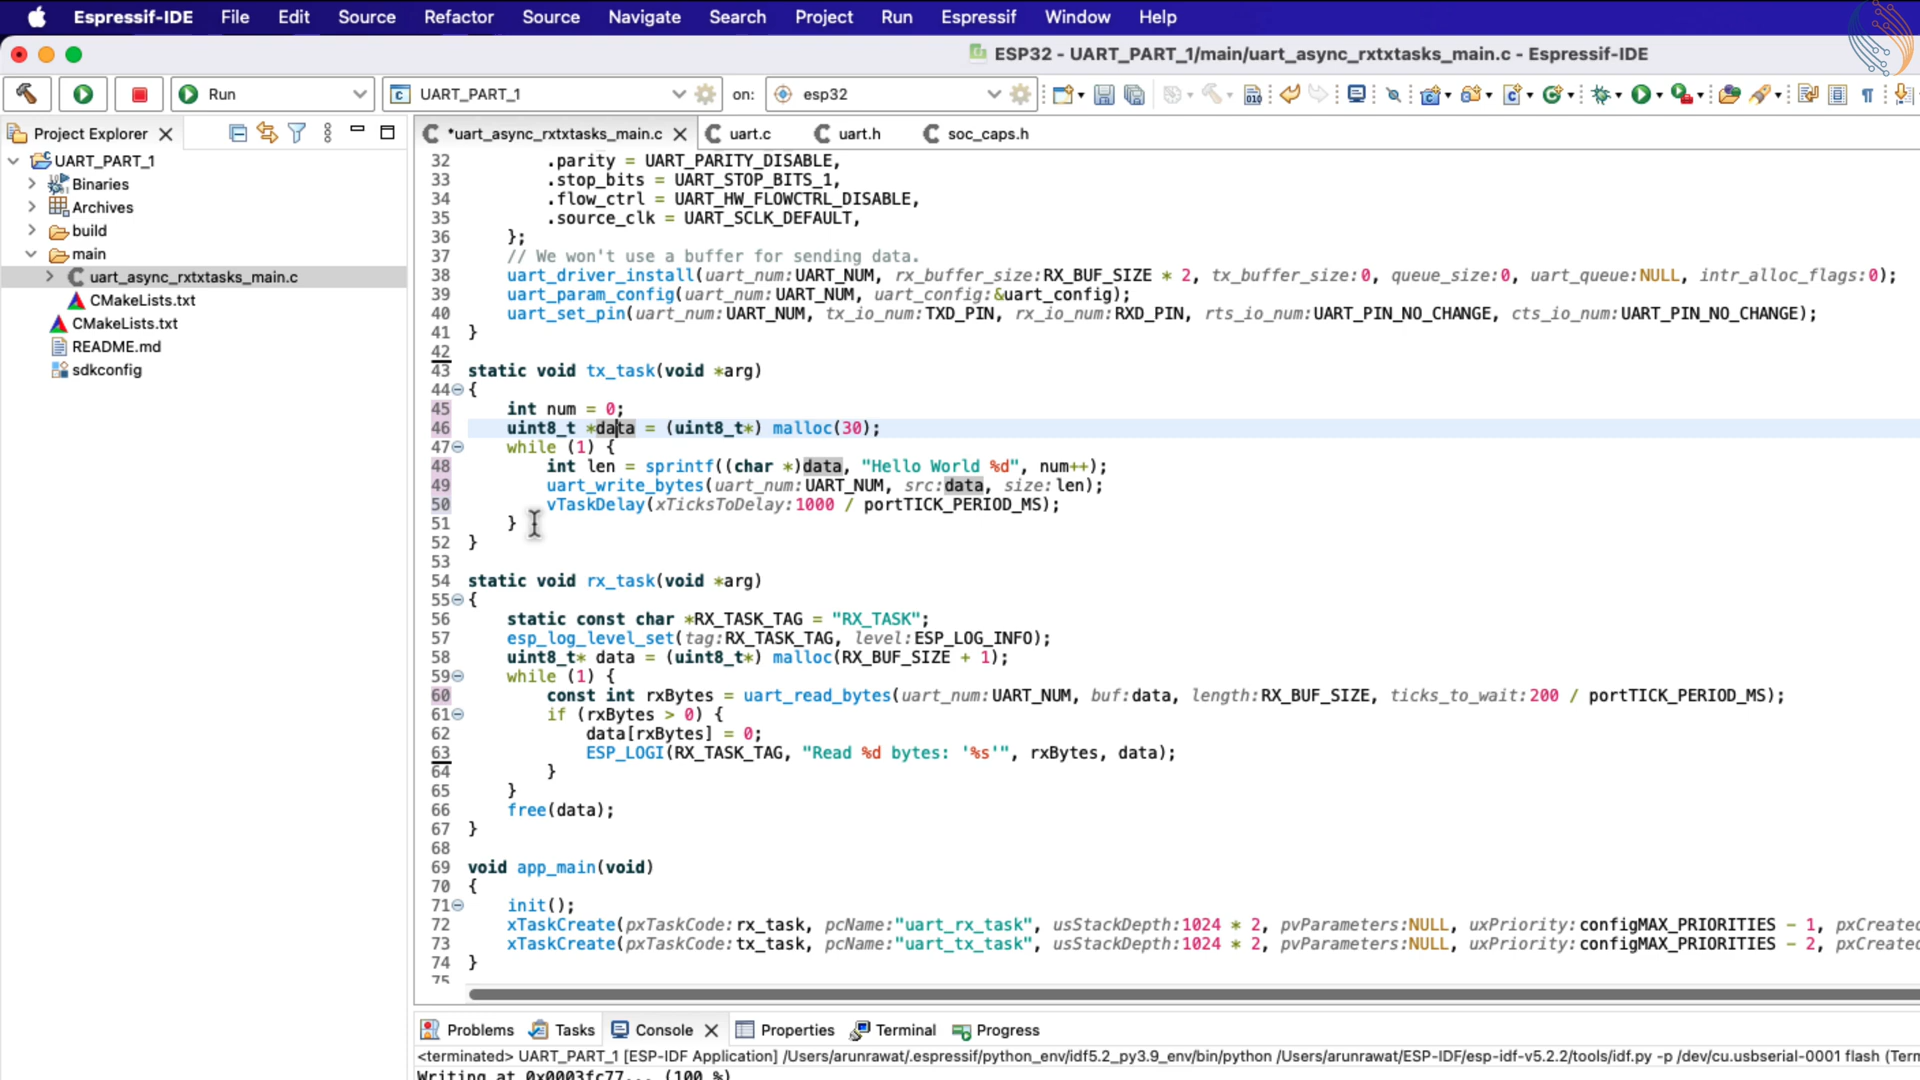 Espressif-IDE File Edit Source Refactor Source Navigate Search Project Run Espressif Window Help
ESP32 - UART_PART_1/main/uart_async_rxtxtasks_main.c - Espressif-IDE
Run UART_PART_1 on: esp32
Project Explorer
UART_PART_1
Binaries
Archives
build
main
uart_async_rxtxtasks_main.c
CMakeLists.txt
CMakeLists.txt
README.md
sdkconfig
*uart_async_rxtxtasks_main.c uart.c uart.h soc_caps.h
32 .parity = UART_PARITY_DISABLE,
33 .stop_bits = UART_STOP_BITS_1,
34 .flow_ctrl = UART_HW_FLOWCTRL_DISABLE,
35 .source_clk = UART_SCLK_DEFAULT,
36 };
37 // We won't use a buffer for sending data.
38 uart_driver_install(uart_num:UART_NUM, rx_buffer_size:RX_BUF_SIZE * 2, tx_buffer_size:0, queue_size:0, uart_queue:NULL, intr_alloc_flags:0);
39 uart_param_config(uart_num:UART_NUM, uart_config:&uart_config);
40 uart_set_pin(uart_num:UART_NUM, tx_io_num:TXD_PIN, rx_io_num:RXD_PIN, rts_io_num:UART_PIN_NO_CHANGE, cts_io_num:UART_PIN_NO_CHANGE);
41 }
42
43 static void tx_task(void *arg)
44 {
45 int num = 0;
46 uint8_t *data = (uint8_t*) malloc(30);
47 while (1) {
48 int len = sprintf((char *)data, "Hello World %d", num++);
49 uart_write_bytes(uart_num:UART_NUM, src:data, size:len);
50 vTaskDelay(xTicksToDelay:1000 / portTICK_PERIOD_MS);
51 }
52 }
53
54 static void rx_task(void *arg)
55 {
56 static const char *RX_TASK_TAG = "RX_TASK";
57 esp_log_level_set(tag:RX_TASK_TAG, level:ESP_LOG_INFO);
58 uint8_t* data = (uint8_t*) malloc(RX_BUF_SIZE + 1);
59 while (1) {
60 const int rxBytes = uart_read_bytes(uart_num:UART_NUM, buf:data, length:RX_BUF_SIZE, ticks_to_wait:200 / portTICK_PERIOD_MS);
61 if (rxBytes > 0) {
62 data[rxBytes] = 0;
63 ESP_LOGI(RX_TASK_TAG, "Read %d bytes: '%s'", rxBytes, data);
64 }
65 }
66 free(data);
67 }
68
69 void app_main(void)
70 {
71 init();
72 xTaskCreate(pxTaskCode:rx_task, pcName:"uart_rx_task", usStackDepth:1024 * 2, pvParameters:NULL, uxPriority:configMAX_PRIORITIES - 1, pxCreated
73 xTaskCreate(pxTaskCode:tx_task, pcName:"uart_tx_task", usStackDepth:1024 * 2, pvParameters:NULL, uxPriority:configMAX_PRIORITIES - 2, pxCreated
74 }
75
Problems Tasks Console Properties Terminal Progress
<terminated> UART_PART_1 [ESP-IDF Application] /Users/arunrawat/.espressif/python_env/idf5.2_py3.9_env/bin/python /Users/arunrawat/ESP-IDF/esp-idf-v5.2.2/tools/idf.py -p /dev/cu.usbserial-0001 flash (Tern
Writing at 0x0003fc77... (100 %)